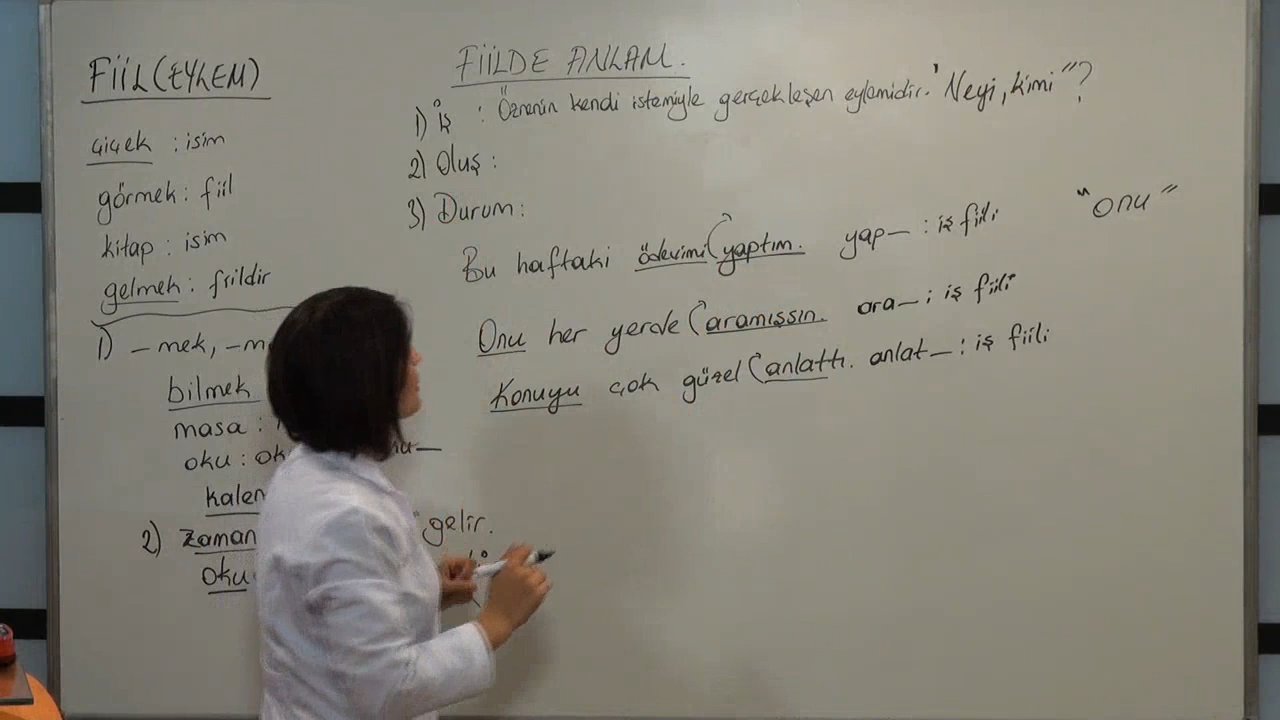 FİİL (EYLEM)
çiçek : isim
görmek : fiil
kitap : isim
gelmek : fiildir
1) -mek, -m
bilmek
masa :
oku : ok
kalem
2) zaman
gelir.
oku
FİİLDE ANLAM.
1) İş : Öznenin kendi istemiyle gerçekleşen eylemidir. "Neyi, kimi"?
2) Oluş :
3) Durum :
"onu"
Bu haftaki ödevimi yaptım. yap- : iş fiili
Onu her yerde aramışsın. ara- : iş fiili
Konuyu çok güzel anlattı. anlat- : iş fiili